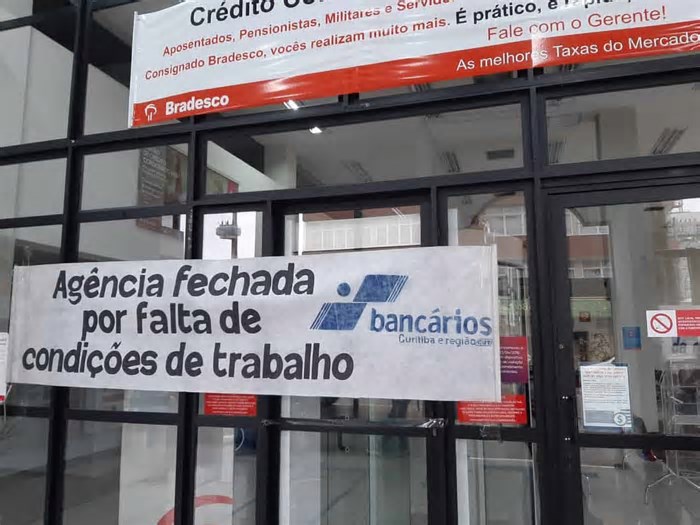 Crédito
Aposentados, Pensionistas, Militares e
Consignado Bradesco, vocês realizam muito mais. É prático, é
Fale com o Gerente!
As melhores Taxas do Mercado
Bradesco
Agência fechada
por falta de
condições de trabalho
bancários
Curitiba e região